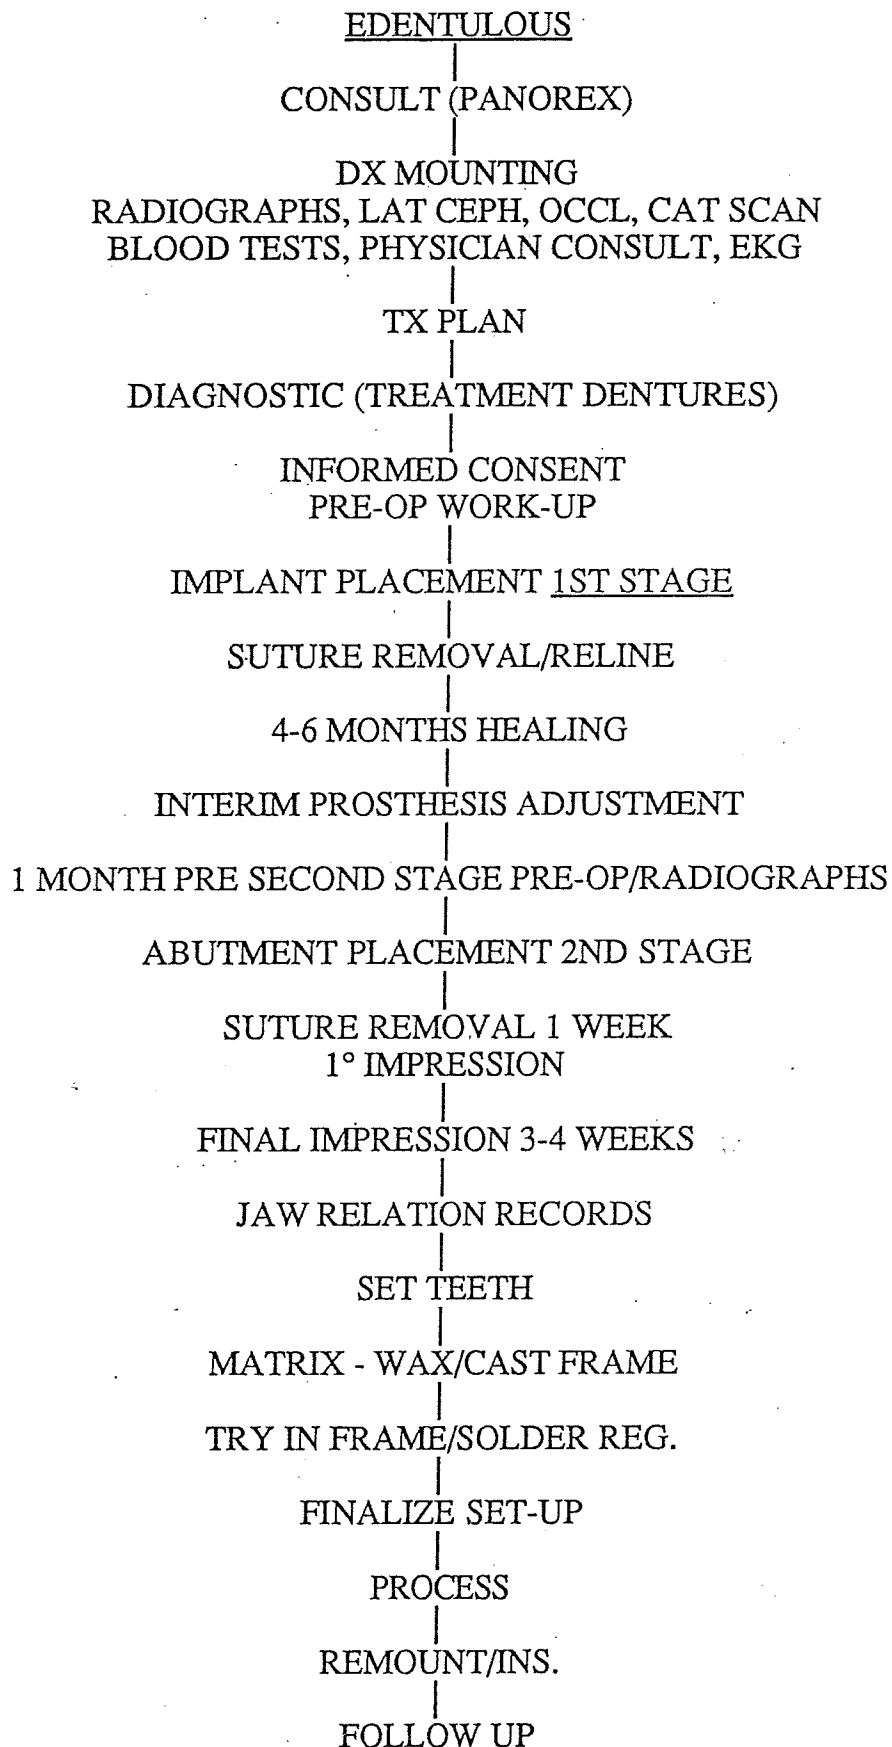 EDENTULOUS
CONSULT (PANOREX)
DX MOUNTING
RADIOGRAPHS, LAT CEPH, OCCL, CAT SCAN
BLOOD TESTS, PHYSICIAN CONSULT, EKG
TX PLAN
DIAGNOSTIC (TREATMENT DENTURES)
INFORMED CONSENT
PRE-OP WORK-UP
IMPLANT PLACEMENT 1ST STAGE
SUTURE REMOVAL/RELINE
4-6 MONTHS HEALING
INTERIM PROSTHESIS ADJUSTMENT
1 MONTH PRE SECOND STAGE PRE-OP/RADIOGRAPHS
ABUTMENT PLACEMENT 2ND STAGE
SUTURE REMOVAL 1 WEEK
1° IMPRESSION
FINAL IMPRESSION 3-4 WEEKS
JAW RELATION RECORDS
SET TEETH
MATRIX - WAX/CAST FRAME
TRY IN FRAME/SOLDER REG.
FINALIZE SET-UP
PROCESS
REMOUNT/INS.
FOLLOW UP